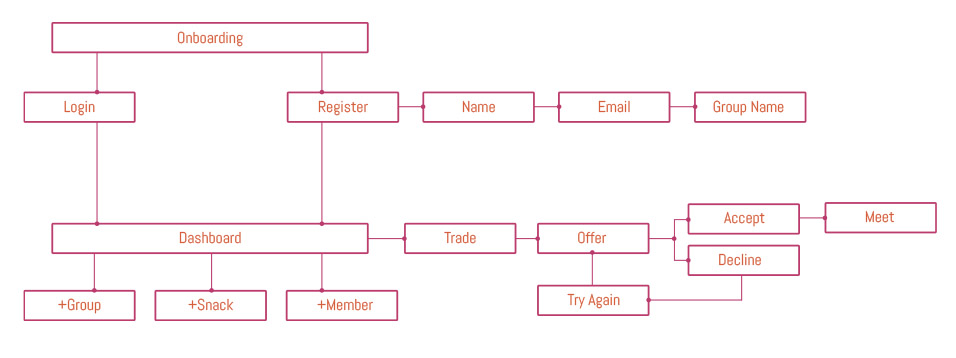 Onboarding
Login
Register
Name
Email
Group Name
Dashboard
Trade
Offer
Accept
Meet
Decline
Try Again
+Group
+Snack
+Member